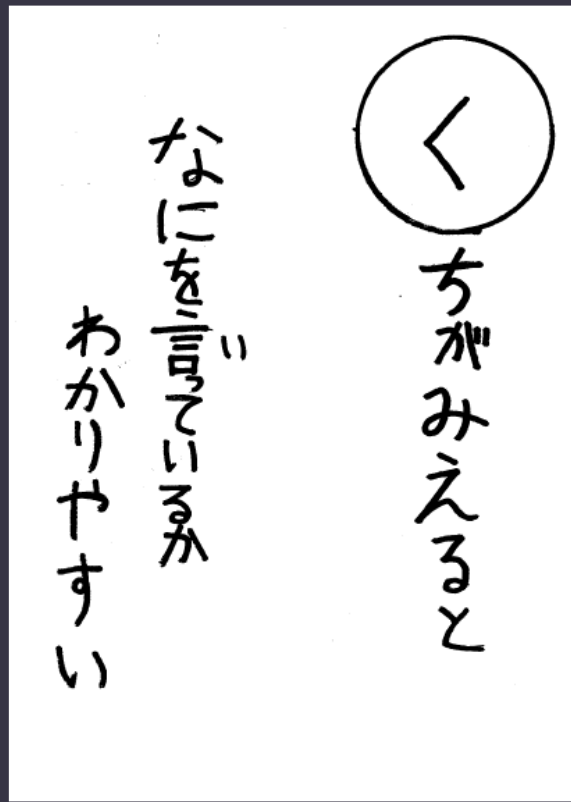 くちがみえると
なにを言っているか
い
わかりやすい